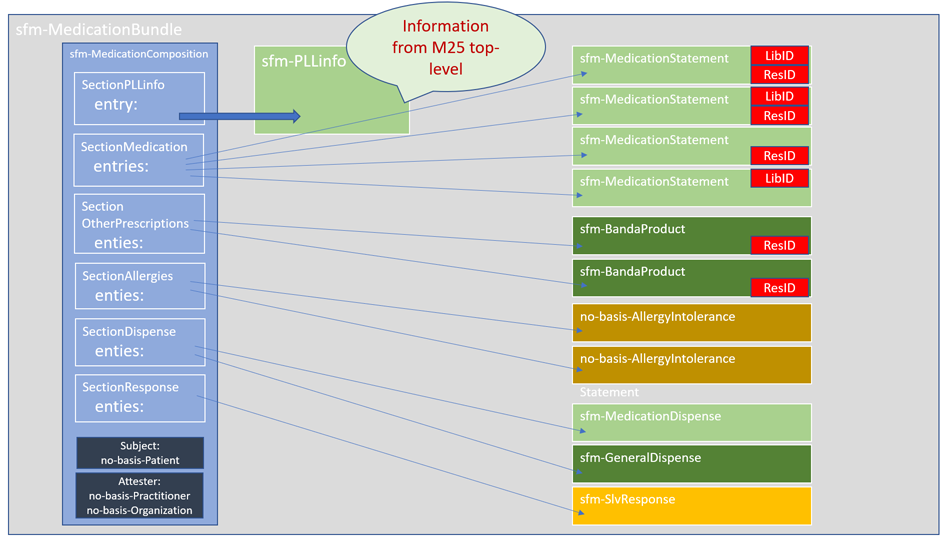 sfm-MedicationBundle
sfm-MedicationComposition
SectionPLLinfo
entry:
SectionMedication
entries:
Section
OtherPrescriptions
enties:
SectionAllergies
enties:
SectionDispense
enties:
SectionResponse
enties:
Subject:
no-basis-Patient
Attester:
no-basis-Practitioner
no-basis-Organization
sfm-PLLinfo
Information
from M25 top-
level
sfm-MedicationStatement
LibID
ResID
sfm-MedicationStatement
LibID
ResID
sfm-MedicationStatement
ResID
sfm-MedicationStatement
LibID
sfm-BandaProduct
ResID
sfm-BandaProduct
ResID
no-basis-AllergyIntolerance
no-basis-AllergyIntolerance
Statement
sfm-MedicationDispense
sfm-GeneralDispense
sfm-SlvResponse